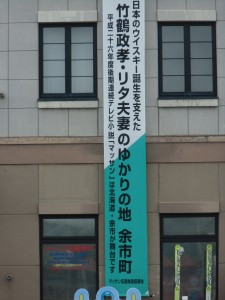 日本のウイスキー誕生を支えた
竹鶴政孝・リタ夫妻のゆかりの地 余市町
平成二十六年度後期連続テレビ小説「マッサン」は北海道・余市が舞台です